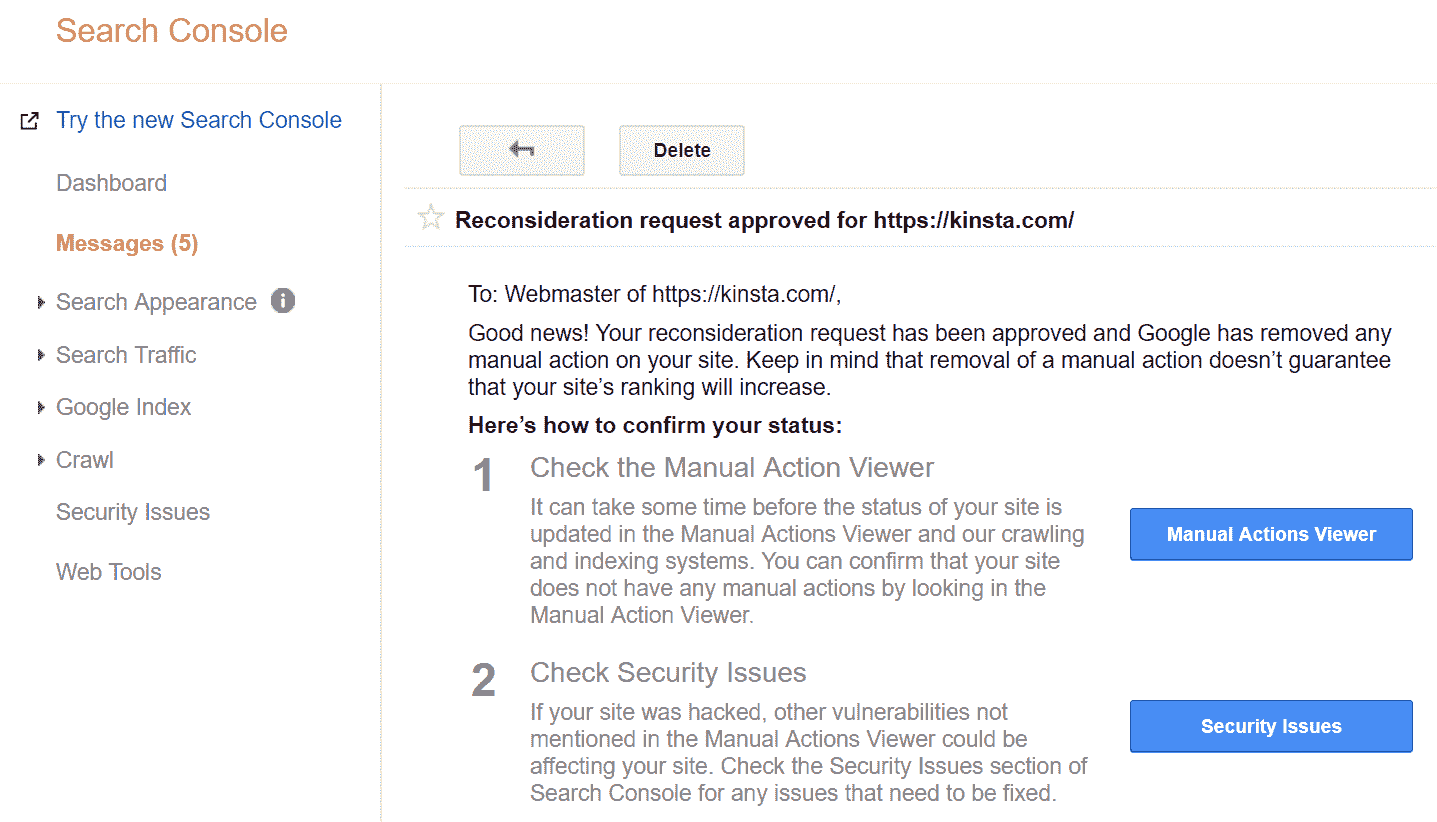 Search Console
Try the new Search Console
Dashboard
Messages (5)
Search Appearance
Search Traffic
Google Index
Crawl
Security Issues
Web Tools
Delete
Reconsideration request approved for https://kinsta.com/
To: Webmaster of https://kinsta.com/,
Good news! Your reconsideration request has been approved and Google has removed any
manual action on your site. Keep in mind that removal of a manual action doesn’t guarantee
that your site’s ranking will increase.
Here’s how to confirm your status:
1
Check the Manual Action Viewer
It can take some time before the status of your site is
updated in the Manual Actions Viewer and our crawling
and indexing systems. You can confirm that your site
does not have any manual actions by looking in the
Manual Action Viewer.
Manual Actions Viewer
2
Check Security Issues
If your site was hacked, other vulnerabilities not
mentioned in the Manual Actions Viewer could be
affecting your site. Check the Security Issues section of
Search Console for any issues that need to be fixed.
Security Issues